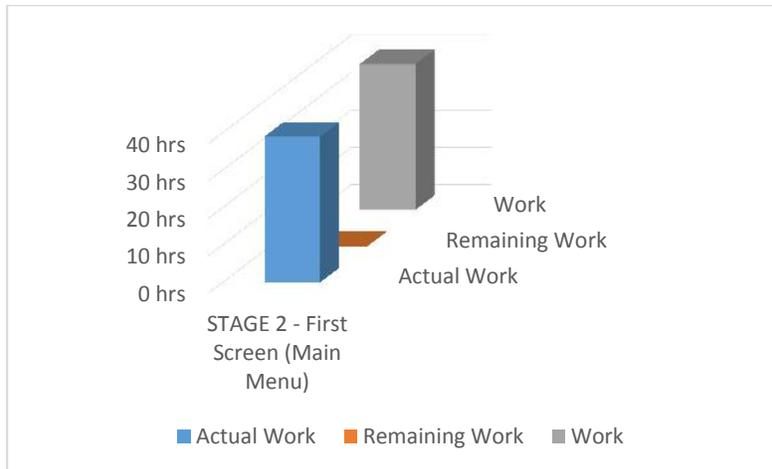 40 hrs
30 hrs
20 hrs
10 hrs
0 hrs
Work
Remaining Work
Actual Work
STAGE 2 - First
Screen (Main
Menu)
Actual Work Remaining Work Work